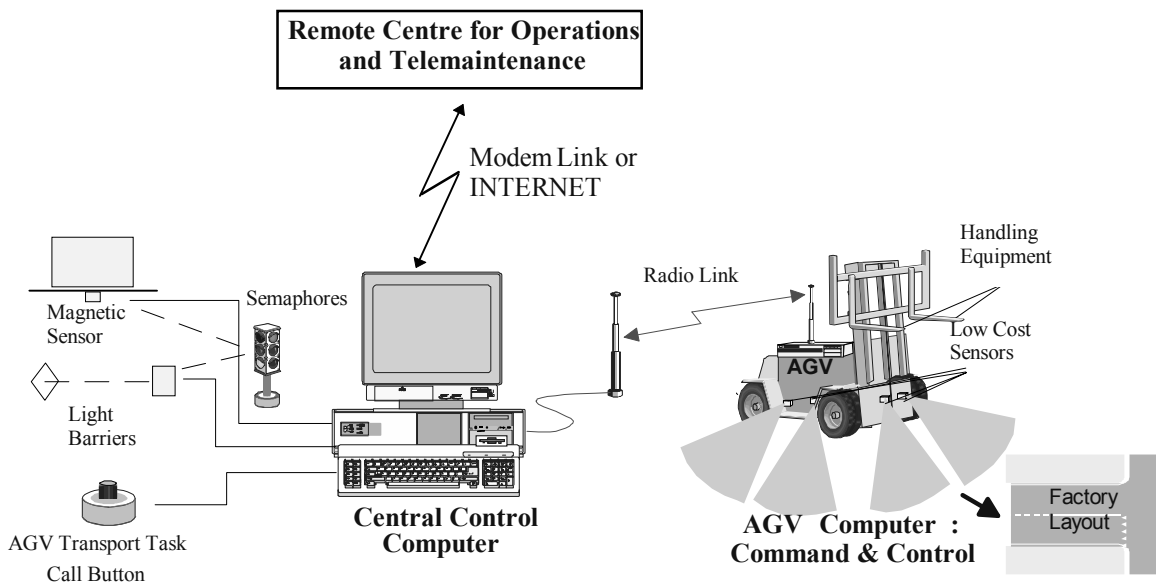 Remote Centre for Operations
and Telemaintenance
Modem Link or
INTERNET
Handling
Equipment
Radio Link
Semaphores
Magnetic
Sensor
Low Cost
Sensors
AGV
Light
Barriers
Factory
Layout
Central Control
Computer
AGV Computer :
Command & Control
AGV Transport Task
Call Button